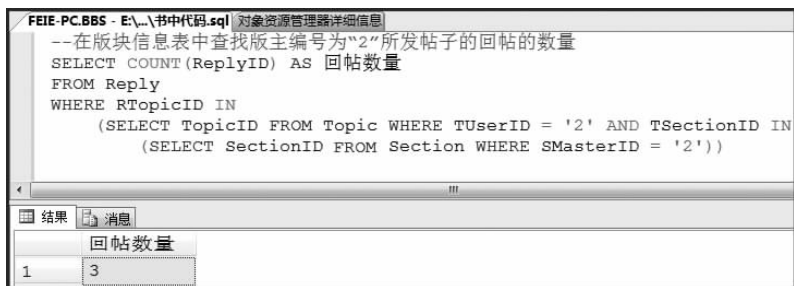 FEIE-PC.BBS - E:\...\书中代码.sql 对象资源管理器详细信息
--在版块信息表中查找版主编号为“2”所发帖子的回帖的数量
SELECT COUNT(ReplyID) AS 回帖数量
FROM Reply
WHERE RTopicID IN
(SELECT TopicID FROM Topic WHERE TUserID = '2' AND TSectionID IN
(SELECT SectionID FROM Section WHERE SMasterID = '2'))
结果 消息
回帖数量
1 3